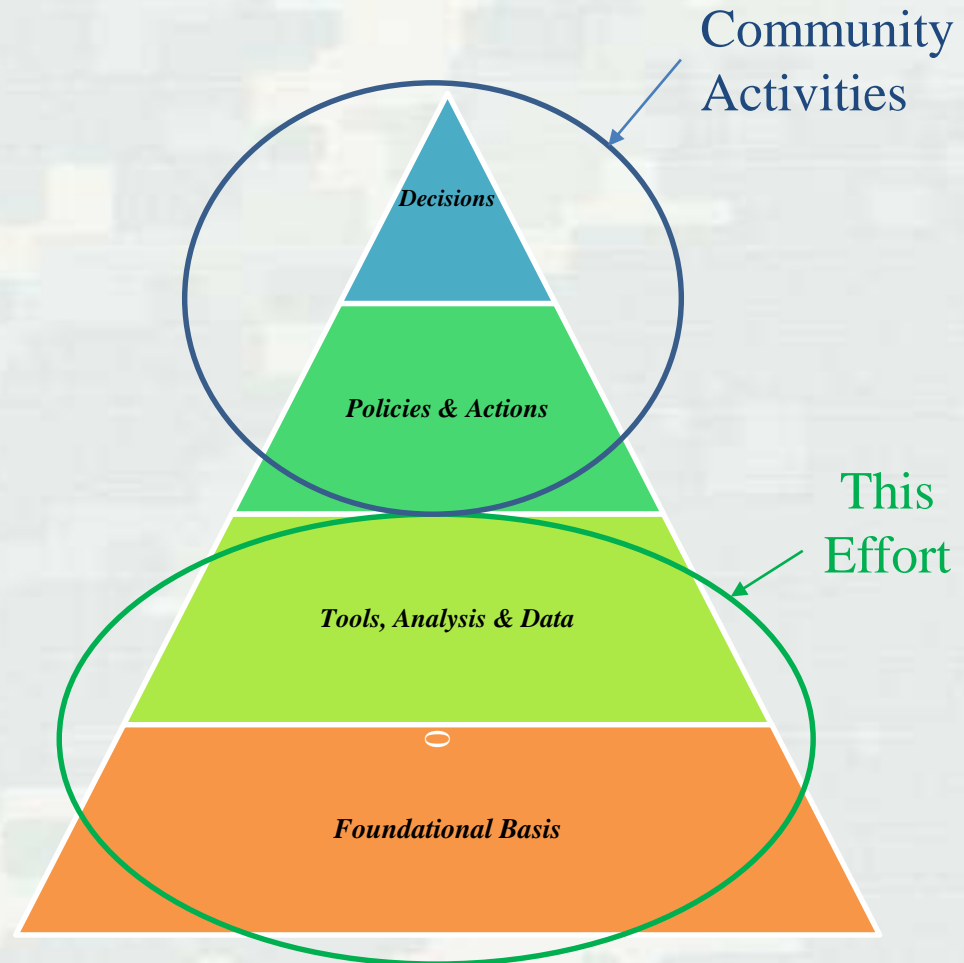 Community
Activities
Decisions
Policies & Actions
This
Effort
Tools, Analysis & Data
Foundational Basis